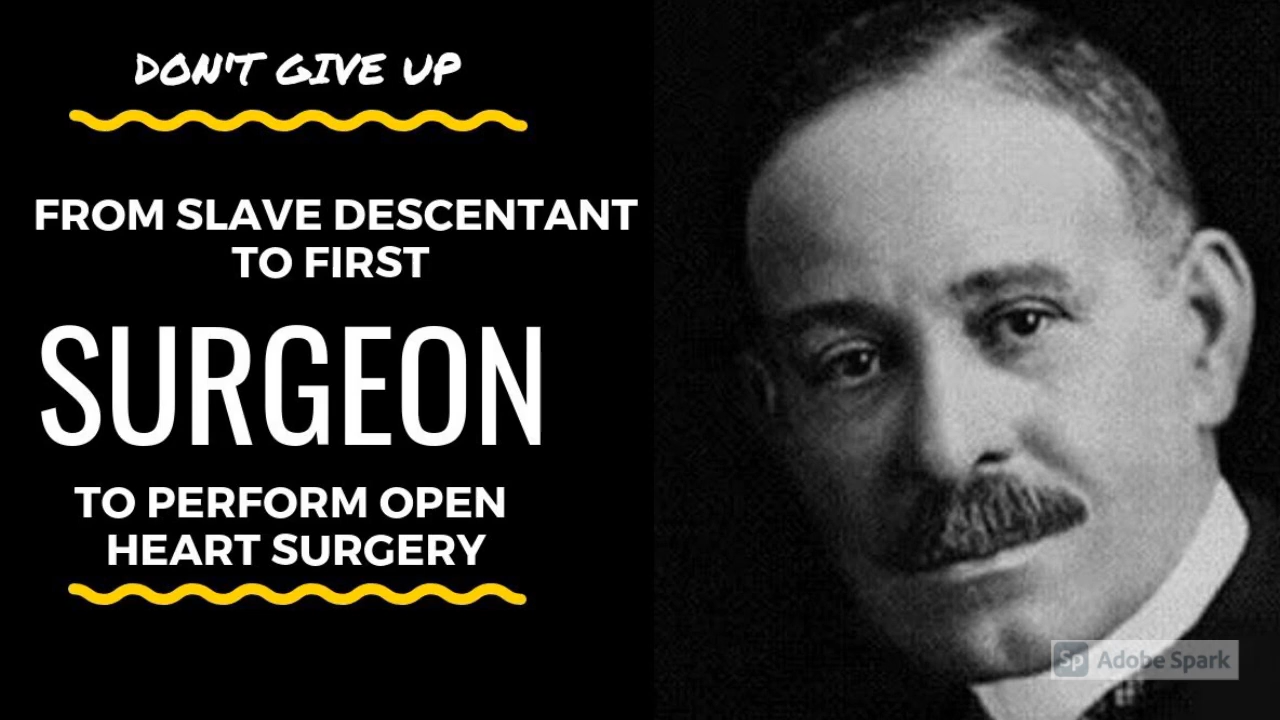 DON'T GIVE UP
FROM SLAVE DESCENTANT
TO FIRST
SURGEON
TO PERFORM OPEN
HEART SURGERY
Sp Adobe Spark